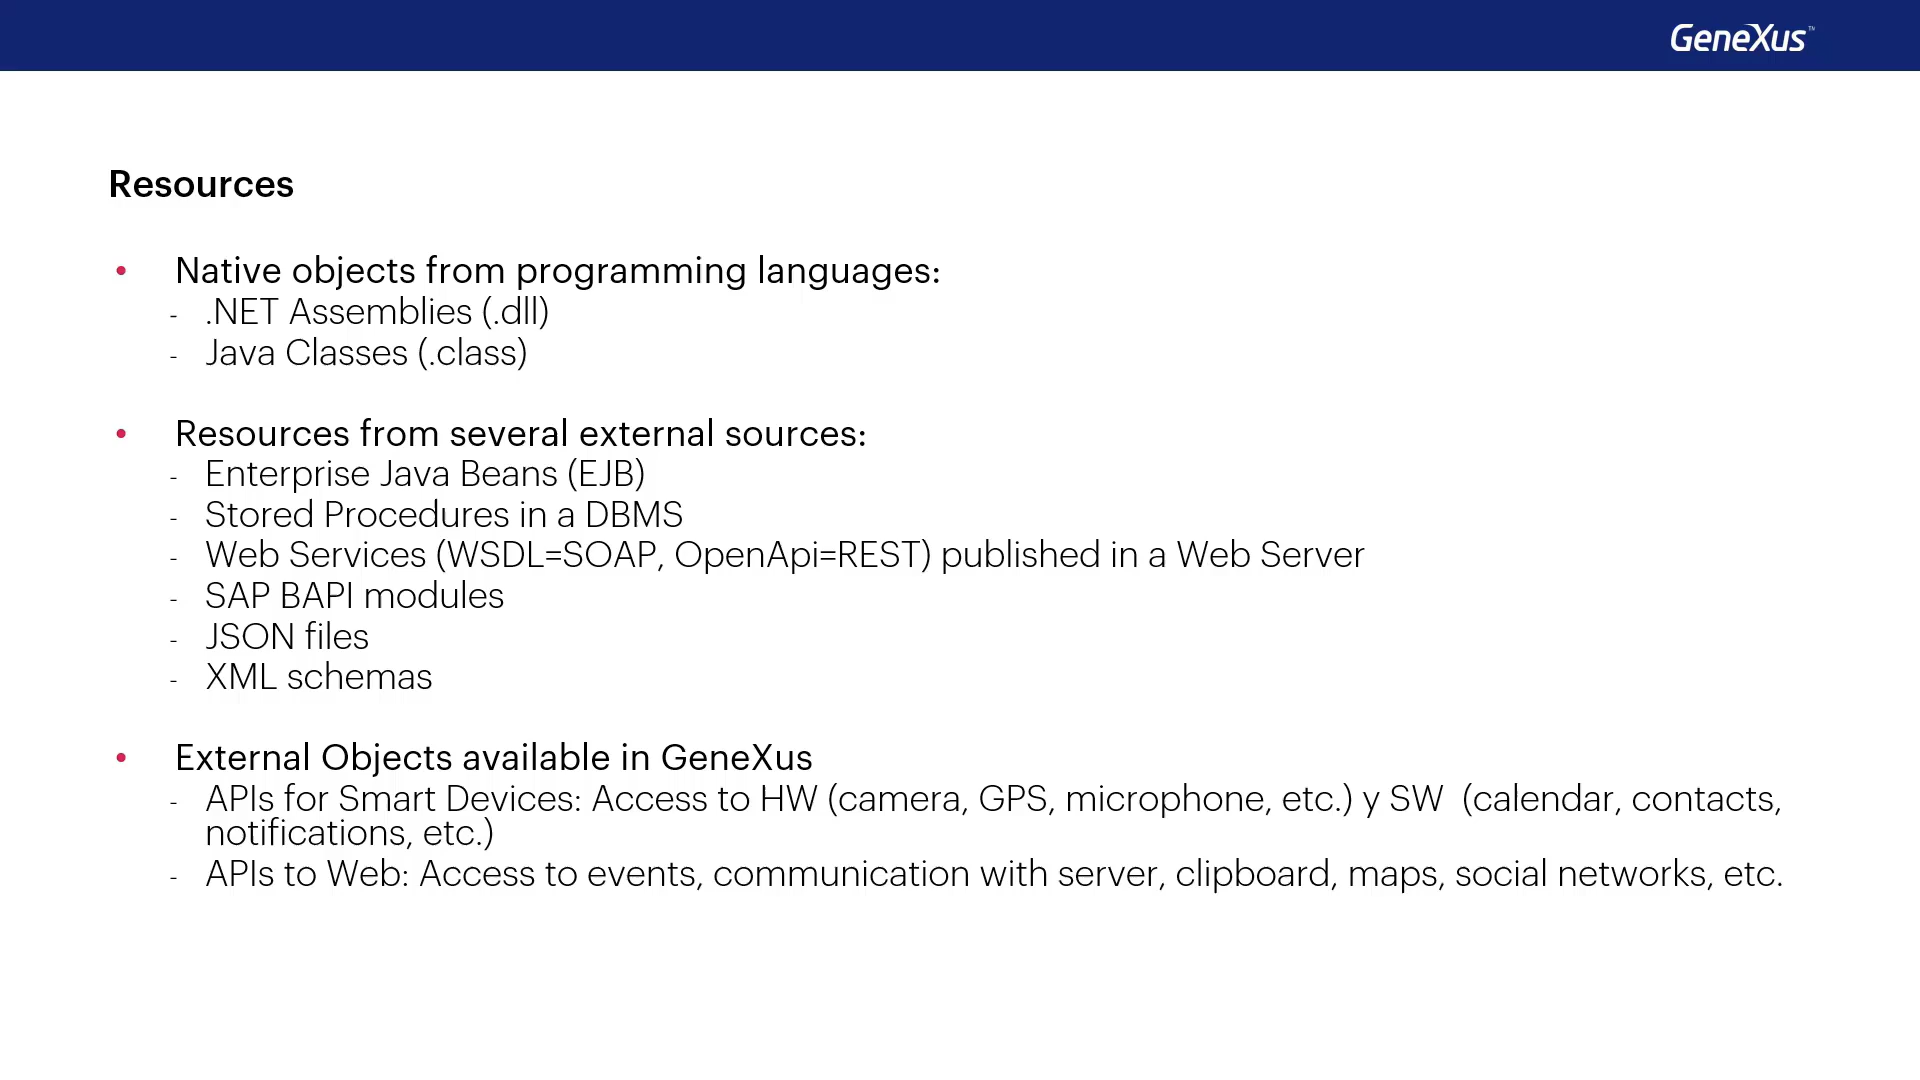 GeneXus™
Resources
• Native objects from programming languages:
- .NET Assemblies (.dll)
- Java Classes (.class)
• Resources from several external sources:
- Enterprise Java Beans (EJB)
- Stored Procedures in a DBMS
- Web Services (WSDL=SOAP, OpenApi=REST) published in a Web Server
- SAP BAPI modules
- JSON files
- XML schemas
• External Objects available in GeneXus
- APIs for Smart Devices: Access to HW (camera, GPS, microphone, etc.) y SW  (calendar, contacts,
notifications, etc.)
- APIs to Web: Access to events, communication with server, clipboard, maps, social networks, etc.